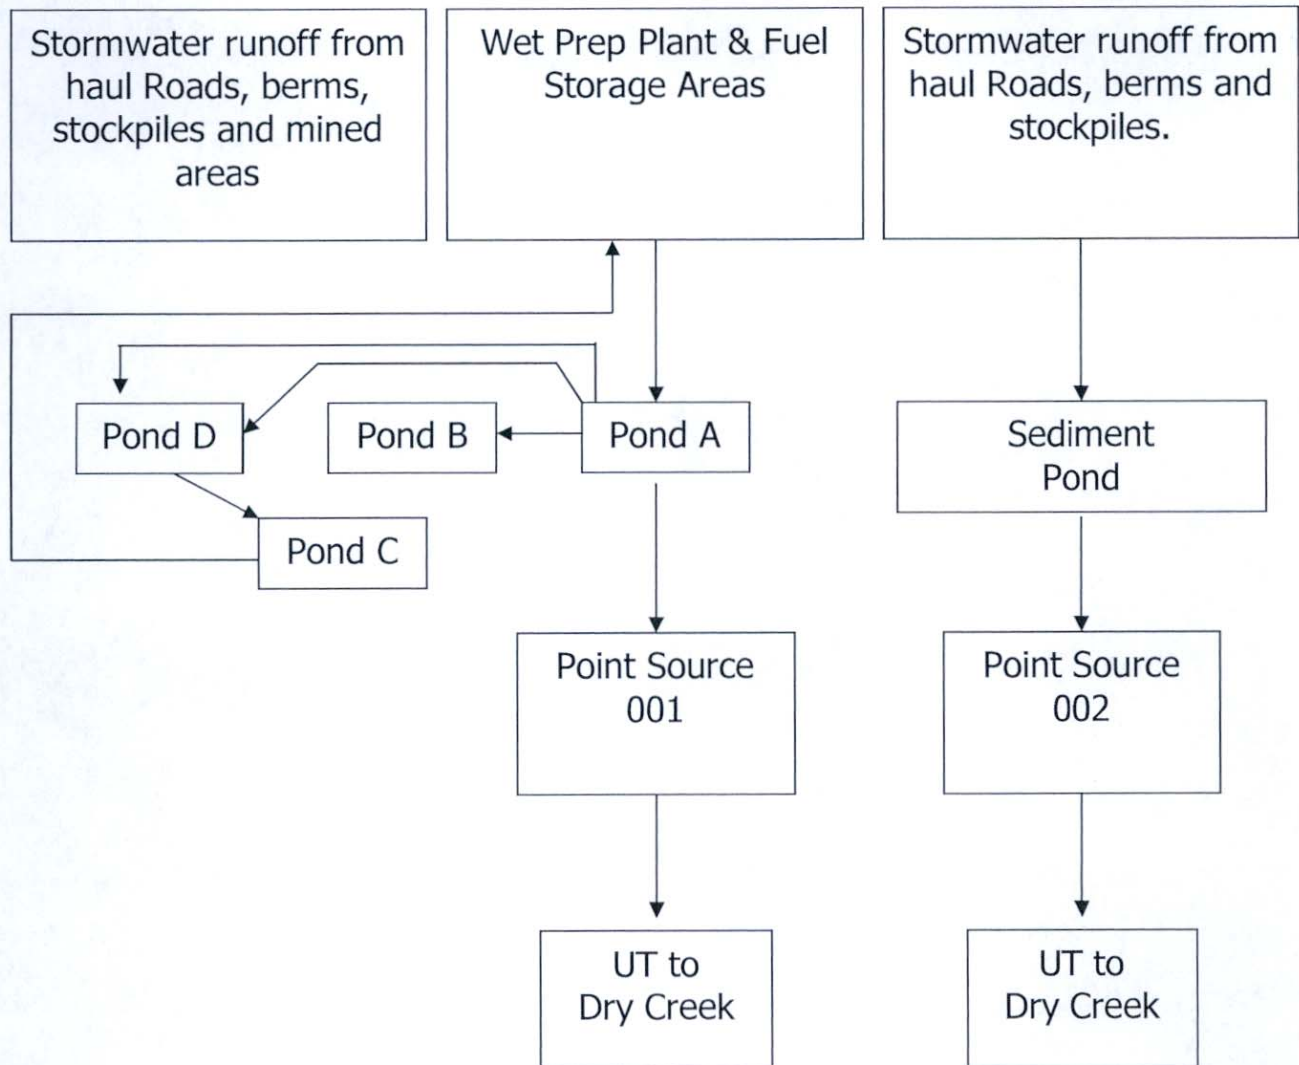 Stormwater runoff from
haul Roads, berms,
stockpiles and mined
areas
Wet Prep Plant & Fuel
Storage Areas
Stormwater runoff from
haul Roads, berms and
stockpiles.
Pond D
Pond B
Pond A
Sediment
Pond
Pond C
Point Source
001
Point Source
002
UT to
Dry Creek
UT to
Dry Creek